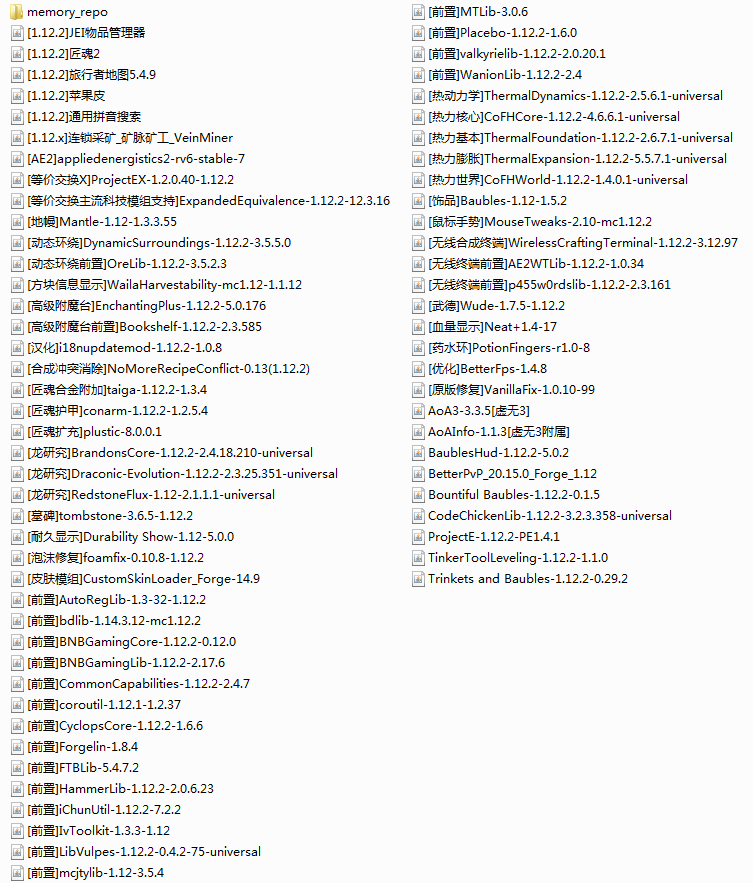 memory_repo
[1.12.2]JEI物品管理器
[1.12.2]匠魂2
[1.12.2]旅行者地图5.4.9
[1.12.2]苹果皮
[1.12.2]通用拼音搜索
[1.12.x]连锁采矿_矿脉矿工_VeinMiner
[AE2]appliedenergistics2-rv6-stable-7
[等价交换X]ProjectEX-1.2.0.40-1.12.2
[等价交换主流科技模组支持]ExpandedEquivalence-1.12.2-12.3.16
[地幔]Mantle-1.12-1.3.3.55
[动态环绕]DynamicSurroundings-1.12.2-3.5.5.0
[动态环绕前置]OreLib-1.12.2-3.5.2.3
[方块信息显示]WailaHarvestability-mc1.12-1.1.12
[高级附魔台]EnchantingPlus-1.12.2-5.0.176
[高级附魔台前置]Bookshelf-1.12.2-2.3.585
[汉化]i18nupdatemod-1.12.2-1.0.8
[合成冲突消除]NoMoreRecipeConflict-0.13(1.12.2)
[匠魂合金附加]taiga-1.12.2-1.3.4
[匠魂护甲]conarm-1.12.2-1.2.5.4
[匠魂扩充]plustic-8.0.0.1
[龙研究]BrandonsCore-1.12.2-2.4.18.210-universal
[龙研究]Draconic-Evolution-1.12.2-2.3.25.351-universal
[龙研究]RedstoneFlux-1.12-2.1.1.1-universal
[墓碑]tombstone-3.6.5-1.12.2
[耐久显示]Durability Show-1.12-5.0.0
[泡沫修复]foamfix-0.10.8-1.12.2
[皮肤模组]CustomSkinLoader_Forge-14.9
[前置]AutoRegLib-1.3-32-1.12.2
[前置]bdlib-1.14.3.12-mc1.12.2
[前置]BNBGamingCore-1.12.2-0.12.0
[前置]BNBGamingLib-1.12.2-2.17.6
[前置]CommonCapabilities-1.12.2-2.4.7
[前置]coroutil-1.12.1-1.2.37
[前置]CyclopsCore-1.12.2-1.6.6
[前置]Forgelin-1.8.4
[前置]FTBLib-5.4.7.2
[前置]HammerLib-1.12.2-2.0.6.23
[前置]iChunUtil-1.12.2-7.2.2
[前置]IvToolkit-1.3.3-1.12
[前置]LibVulpes-1.12.2-0.4.2-75-universal
[前置]mcjtylib-1.12-3.5.4
[前置]MTLib-3.0.6
[前置]Placebo-1.12.2-1.6.0
[前置]valkyrielib-1.12.2-2.0.20.1
[前置]WanionLib-1.12.2-2.4
[热动力学]ThermalDynamics-1.12.2-2.5.6.1-universal
[热力核心]CoFHCore-1.12.2-4.6.6.1-universal
[热力基本]ThermalFoundation-1.12.2-2.6.7.1-universal
[热力膨胀]ThermalExpansion-1.12.2-5.5.7.1-universal
[热力世界]CoFHWorld-1.12.2-1.4.0.1-universal
[饰品]Baubles-1.12-1.5.2
[鼠标手势]MouseTweaks-2.10-mc1.12.2
[无线合成终端]WirelessCraftingTerminal-1.12.2-3.12.97
[无线终端前置]AE2WTLib-1.12.2-1.0.34
[无线终端前置]p455w0rdslib-1.12.2-2.3.161
[武德]Wude-1.7.5-1.12.2
[血量显示]Neat+1.4-17
[药水环]PotionFingers-r1.0-8
[优化]BetterFps-1.4.8
[原版修复]VanillaFix-1.0.10-99
AoA3-3.3.5[虚无3]
AoAInfo-1.1.3[虚无3附属]
BaublesHud-1.12.2-5.0.2
BetterPvP_20.15.0_Forge_1.12
Bountiful Baubles-1.12.2-0.1.5
CodeChickenLib-1.12.2-3.2.3.358-universal
ProjectE-1.12.2-PE1.4.1
TinkerToolLeveling-1.12.2-1.1.0
Trinkets and Baubles-1.12.2-0.29.2